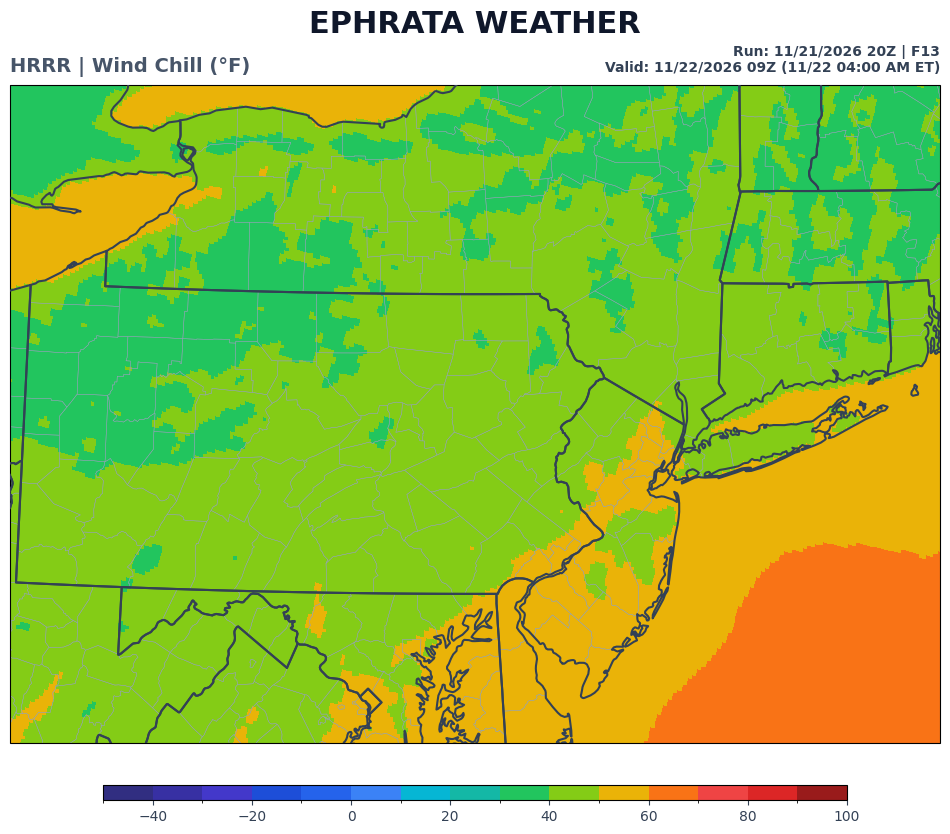 EPHRATA WEATHER
HRRR | Wind Chill (°F)
Run: 11/21/2026 20Z | F13
Valid: 11/22/2026 09Z (11/22 04:00 AM ET)
−40 −20 0 20 40 60 80 100